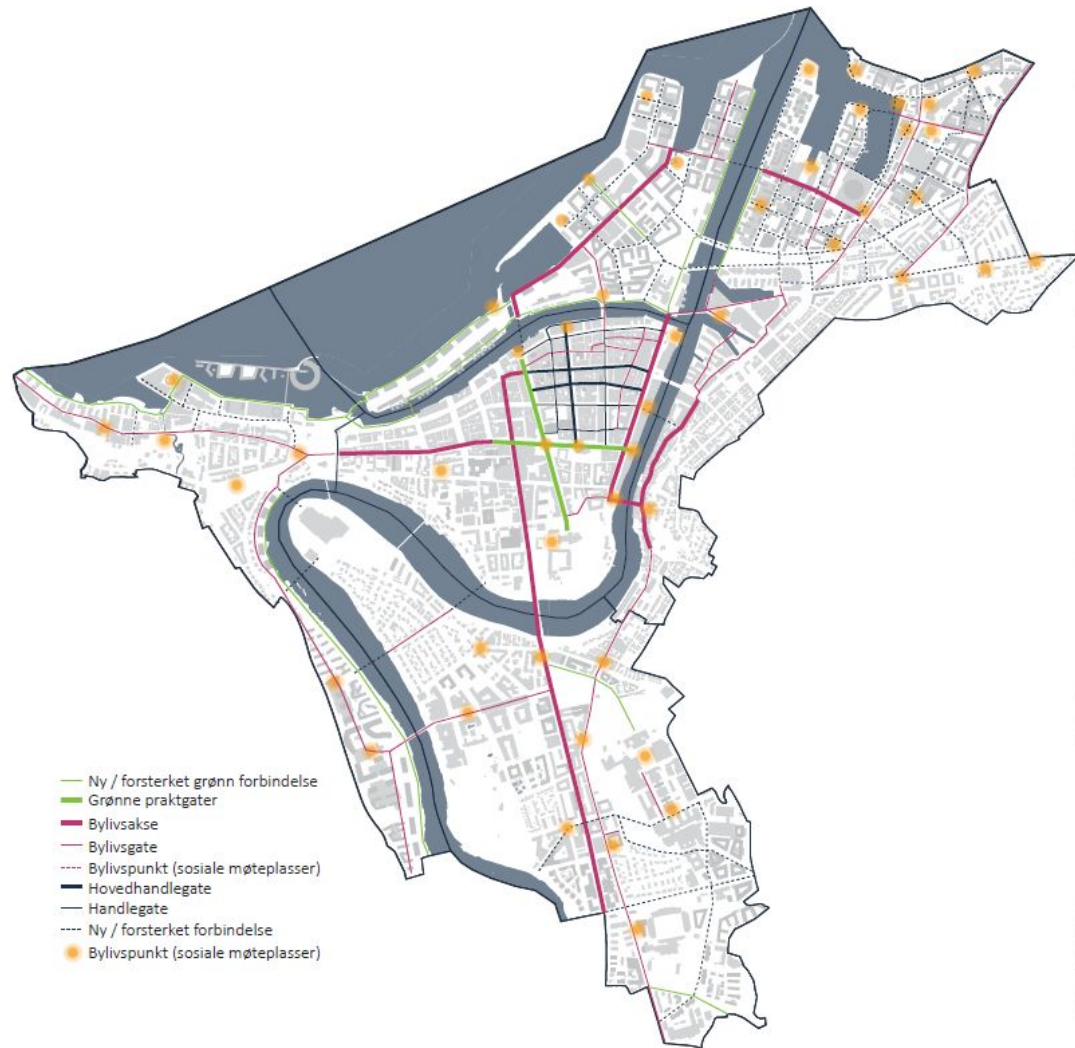 Ny / forsterket grønn forbindelse
Grønne praktgater
Bylivsakse
Bylivsgate
Bylivspunkt (sosiale møteplasser)
Hovedhandlegate
Handlegate
Ny / forsterket forbindelse
Bylivspunkt (sosiale møteplasser)